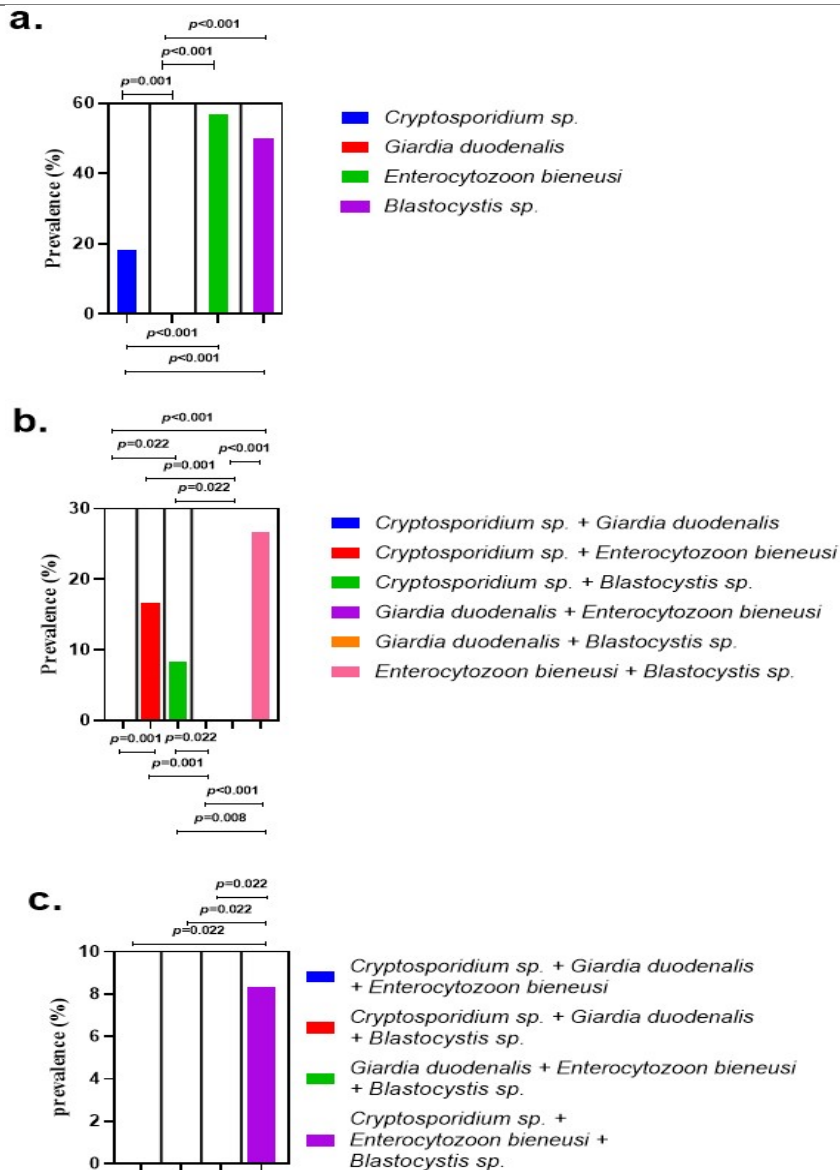 a.
p<0.001
p<0.001
p=0.001
60
40
20
0
Prevalence (%)
Cryptosporidium sp.
Giardia duodenalis
Enterocytozoon bieneusi
Blastocystis sp.
p<0.001
p<0.001
b.
p<0.001
p=0.022
p<0.001
p=0.001
p=0.022
30
20
10
0
Prevalence (%)
Cryptosporidium sp. + Giardia duodenalis
Cryptosporidium sp. + Enterocytozoon bieneusi
Cryptosporidium sp. + Blastocystis sp.
Giardia duodenalis + Enterocytozoon bieneusi
Giardia duodenalis + Blastocystis sp.
Enterocytozoon bieneusi + Blastocystis sp.
p=0.001 p=0.022
p=0.001
p<0.001
p=0.008
c.
p=0.022
p=0.022
p=0.022
10
8
6
4
2
0
prevalence (%)
Cryptosporidium sp. + Giardia duodenalis
+ Enterocytozoon bieneusi
Cryptosporidium sp. + Giardia duodenalis
+ Blastocystis sp.
Giardia duodenalis + Enterocytozoon bieneusi
+ Blastocystis sp.
Cryptosporidium sp. +
Enterocytozoon bieneusi +
Blastocystis sp.